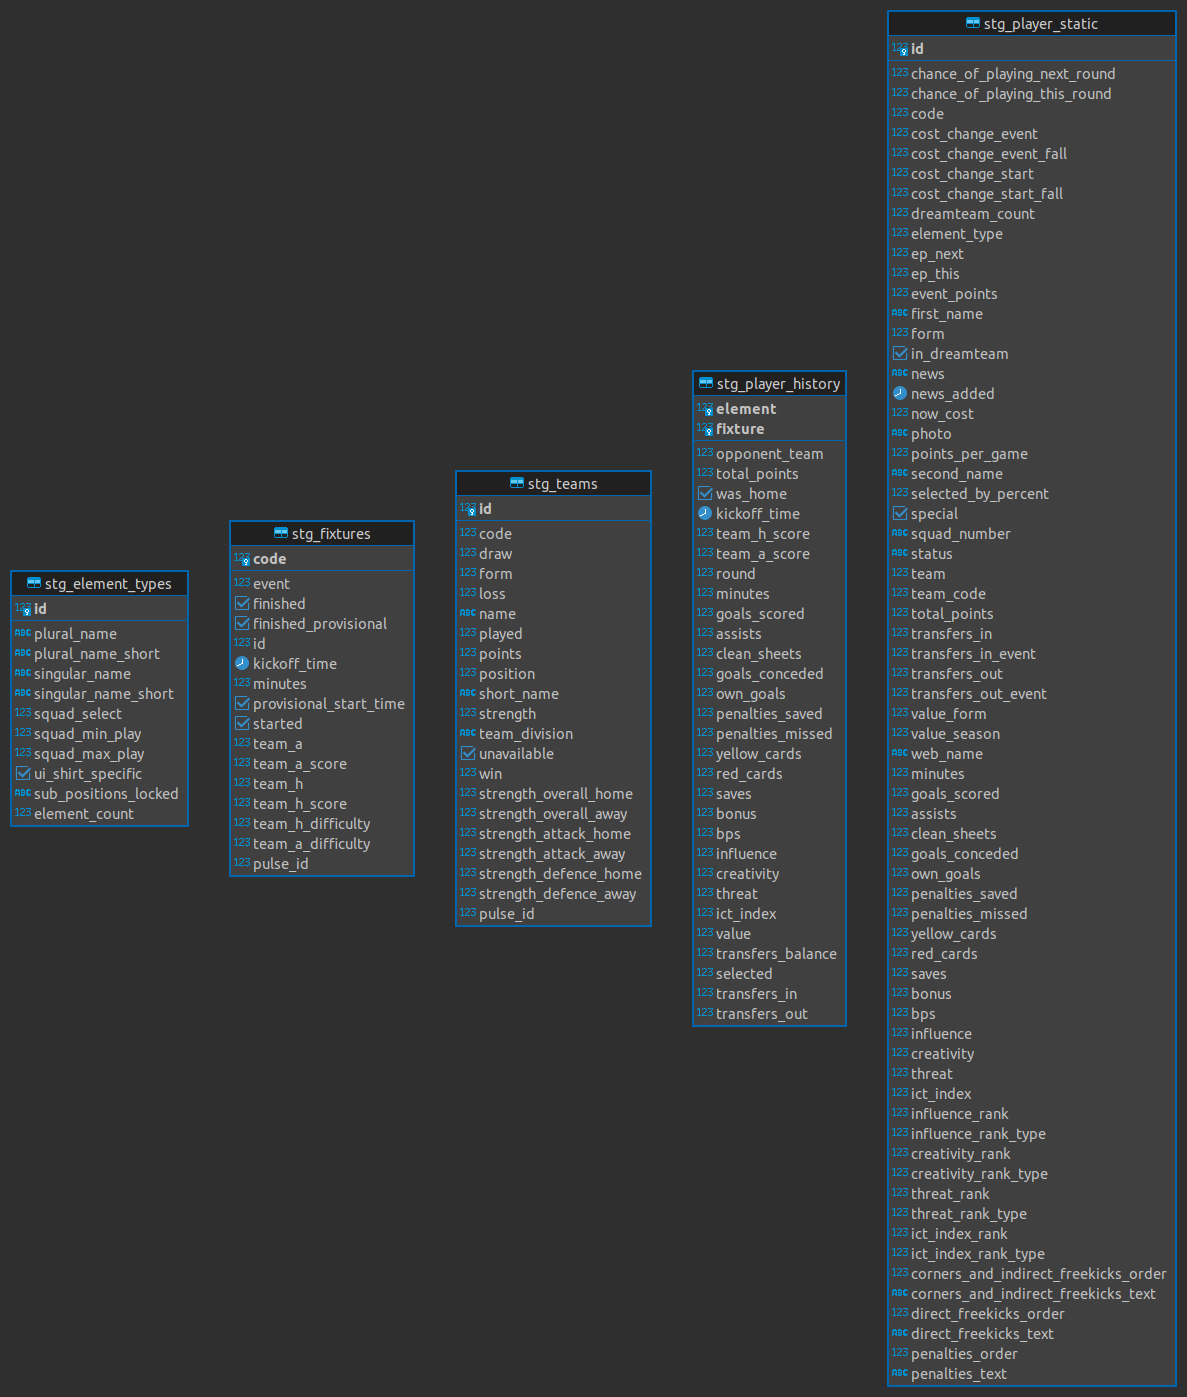 stg_element_types
id
plural_name
plural_name_short
singular_name
singular_name_short
squad_select
squad_min_play
squad_max_play
ui_shirt_specific
sub_positions_locked
element_count
stg_fixtures
code
event
finished
finished_provisional
id
kickoff_time
minutes
provisional_start_time
started
team_a
team_a_score
team_h
team_h_score
team_h_difficulty
team_a_difficulty
pulse_id
stg_teams
id
code
draw
form
loss
name
played
points
position
short_name
strength
team_division
unavailable
win
strength_overall_home
strength_overall_away
strength_attack_home
strength_attack_away
strength_defence_home
strength_defence_away
pulse_id
stg_player_history
element
fixture
opponent_team
total_points
was_home
kickoff_time
team_h_score
team_a_score
round
minutes
goals_scored
assists
clean_sheets
goals_conceded
own_goals
penalties_saved
penalties_missed
yellow_cards
red_cards
saves
bonus
bps
influence
creativity
threat
ict_index
value
transfers_balance
selected
transfers_in
transfers_out
stg_player_static
id
chance_of_playing_next_round
chance_of_playing_this_round
code
cost_change_event
cost_change_event_fall
cost_change_start
cost_change_start_fall
dreamteam_count
element_type
ep_next
ep_this
event_points
first_name
form
in_dreamteam
news
news_added
now_cost
photo
points_per_game
second_name
selected_by_percent
special
squad_number
status
team
team_code
total_points
transfers_in
transfers_in_event
transfers_out
transfers_out_event
value_form
value_season
web_name
minutes
goals_scored
assists
clean_sheets
goals_conceded
own_goals
penalties_saved
penalties_missed
yellow_cards
red_cards
saves
bonus
bps
influence
creativity
threat
ict_index
influence_rank
influence_rank_type
creativity_rank
creativity_rank_type
threat_rank
threat_rank_type
ict_index_rank
ict_index_rank_type
corners_and_indirect_freekicks_order
corners_and_indirect_freekicks_text
direct_freekicks_order
direct_freekicks_text
penalties_order
penalties_text